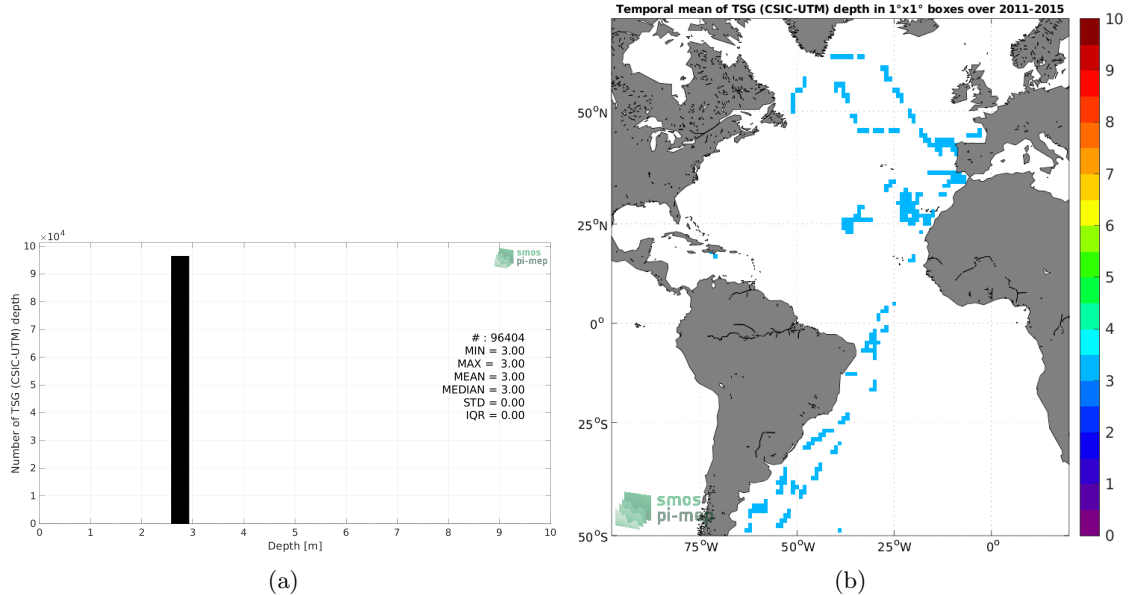 ×10⁴
10
9
8
7
6
5
4
3
2
1
0
Number of TSG (CSIC-UTM) depth
smos
pi-mep
# : 96404
MIN = 3.00
MAX = 3.00
MEAN = 3.00
MEDIAN = 3.00
STD = 0.00
IQR = 0.00
0 1 2 3 4 5 6 7 8 9 10
Depth [m]
(a)
Temporal mean of TSG (CSIC-UTM) depth in 1°x1° boxes over 2011-2015
50°N
25°N
0°
25°S
50°S
75°W 50°W 25°W 0°
smos
pi-mep
10
9
8
7
6
5
4
3
2
1
0
(b)